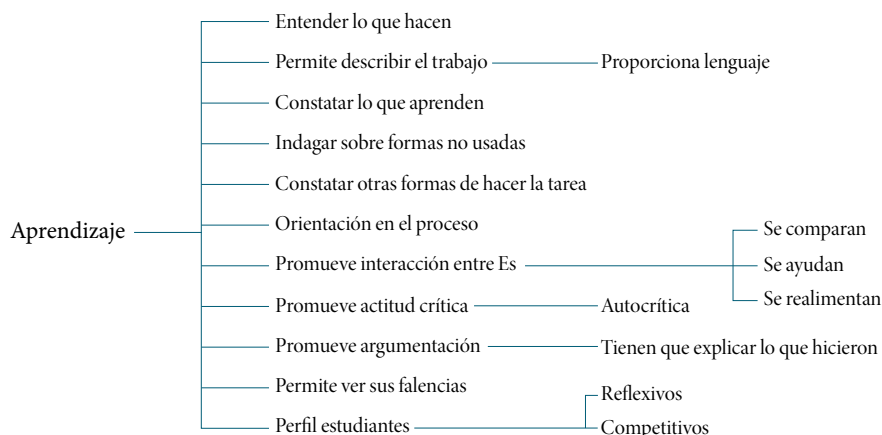 Entender lo que hacen
Permite describir el trabajo
Proporciona lenguaje
Constatar lo que aprenden
Indagar sobre formas no usadas
Constatar otras formas de hacer la tarea
Aprendizaje
Orientación en el proceso
Promueve interacción entre Es
Se comparan
Se ayudan
Se realimentan
Promueve actitud crítica
Autocrítica
Promueve argumentación
Tienen que explicar lo que hicieron
Permite ver sus falencias
Perfil estudiantes
Reflexivos
Competitivos